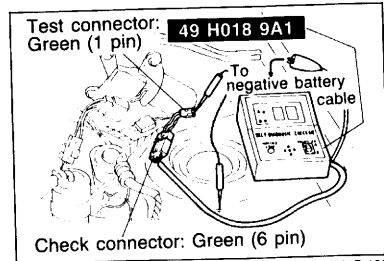 Test connector:
Green (1 pin)
49 H018 9A1
To
negative battery
cable
Check connector: Green (6 pin)